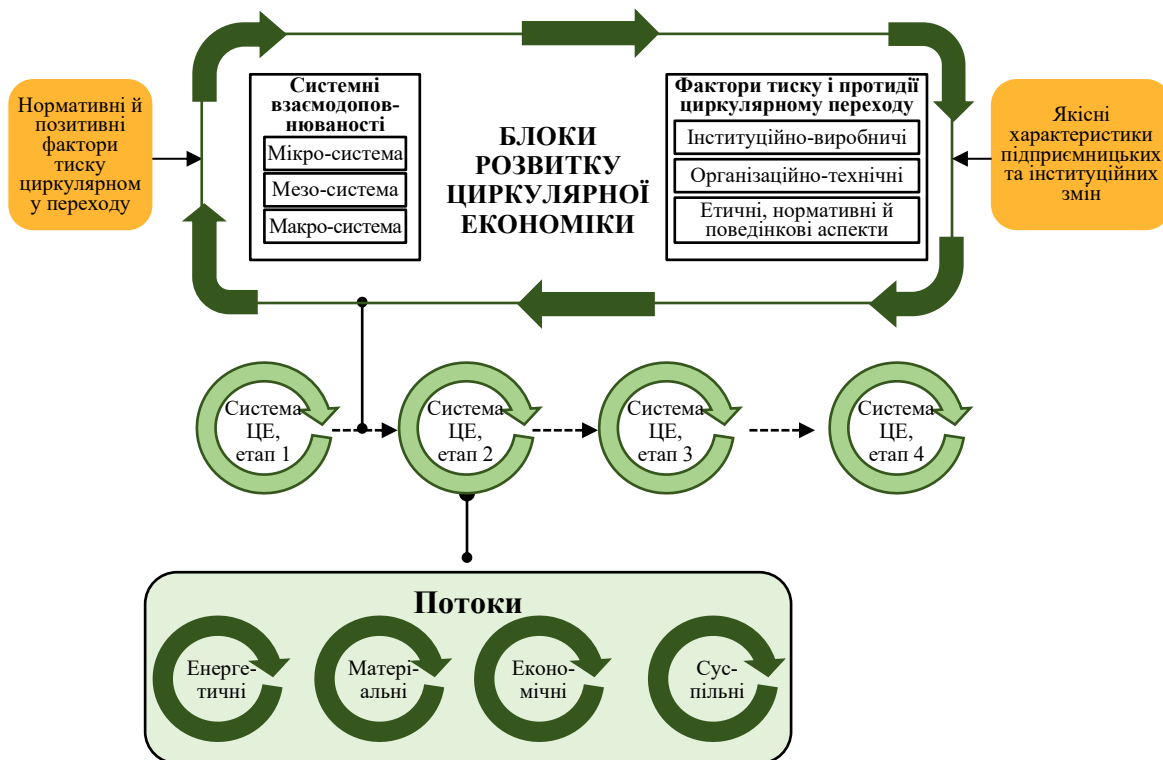 Нормативні й
позитивні
фактори
тиску
циркулярном
у переходу
Системні
взаємодопов-
нюваності
Мікро-система
Мезо-система
Макро-система
БЛОКИ
РОЗВИТКУ
ЦИРКУЛЯРНОЇ
ЕКОНОМІКИ
Фактори тиску і протидії
циркулярному переходу
Інституційно-виробничі
Організаційно-технічні
Етичні, нормативні й
поведінкові аспекти
Якісні
характеристики
підприємницьких
та інституційних
змін
Система
ЦЕ,
етап 1
Система
ЦЕ,
етап 2
Система
ЦЕ,
етап 3
Система
ЦЕ,
етап 4
Потоки
Енерге-
тичні
Матері-
альні
Еконо-
мічні
Сус-
пільні